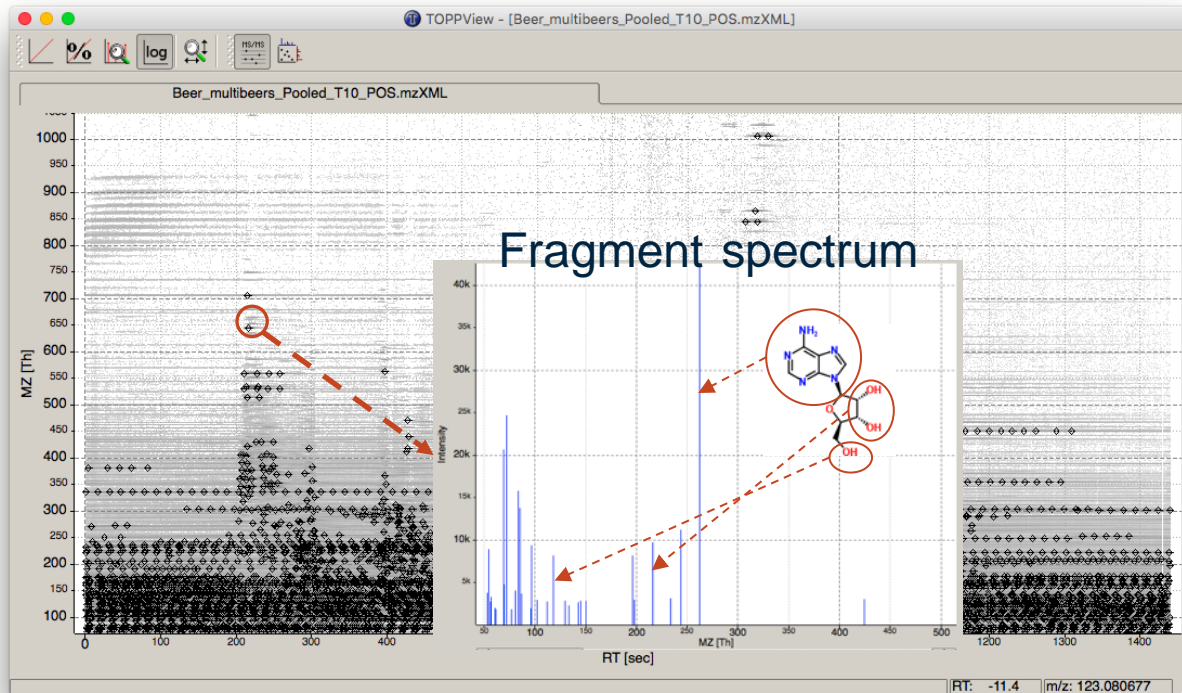 TOPPView - [Beer_multibeers_Pooled_T10_POS.mzXML]
% log MS/MS
Beer_multibeers_Pooled_T10_POS.mzXML
1000
950
900
850
800
750
700
650
600
550
500
450
400
350
300
250
200
150
100
MZ [Th]
0 100 200 300 400 1200 1300 1400
RT [sec]
Fragment spectrum
40k
35k
30k
25k
20k
15k
10k
5k
Intensity
50 100 150 200 250 300 350 400 450 500
MZ [Th]
NH2
N
N
N
N
O
OH
OH
OH
RT: -11.4 m/z: 123.080677